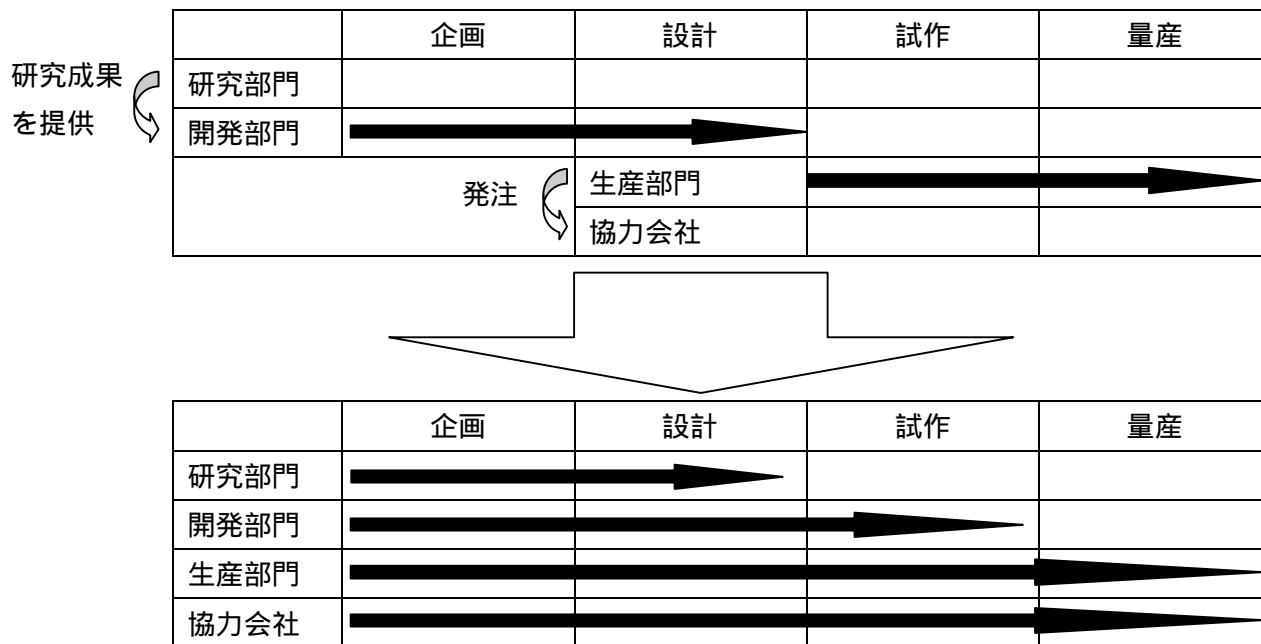 企画 設計 試作 量産
研究成果
を提供
研究部門
開発部門
発注
生産部門
協力会社
企画 設計 試作 量産
研究部門
開発部門
生産部門
協力会社